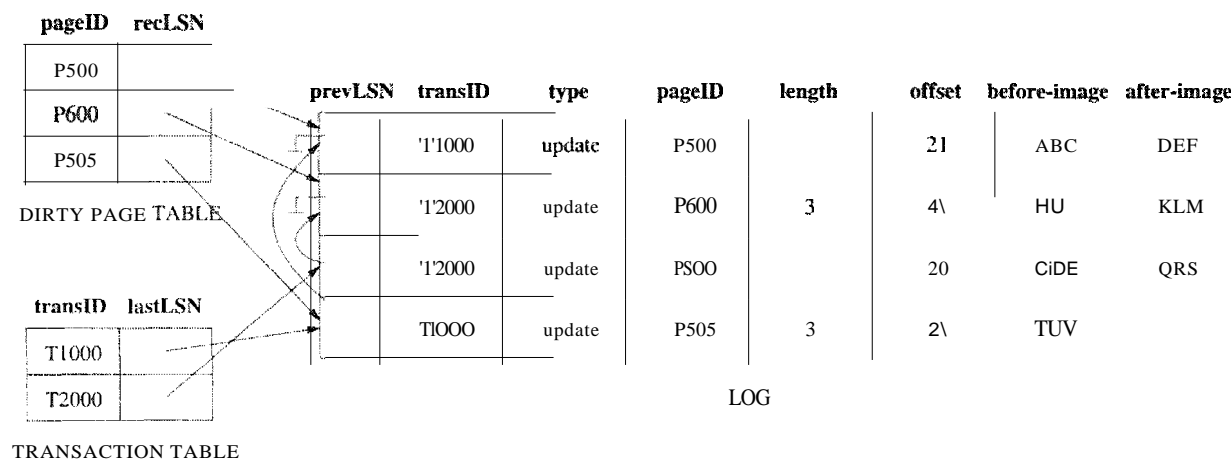 pageID recLSN
P500
P600
P505
DIRTY PAGE TABLE
transID lastLSN
T1000
T2000
TRANSACTION TABLE
prevLSN transID type pageID length offset before-image after-image
'1'1000 update P500 21 ABC DEF
'1'2000 update P600 3 4\ HU KLM
'1'2000 update PSOO 20 CiDE QRS
TlOOO update P505 3 2\ TUV
LOG